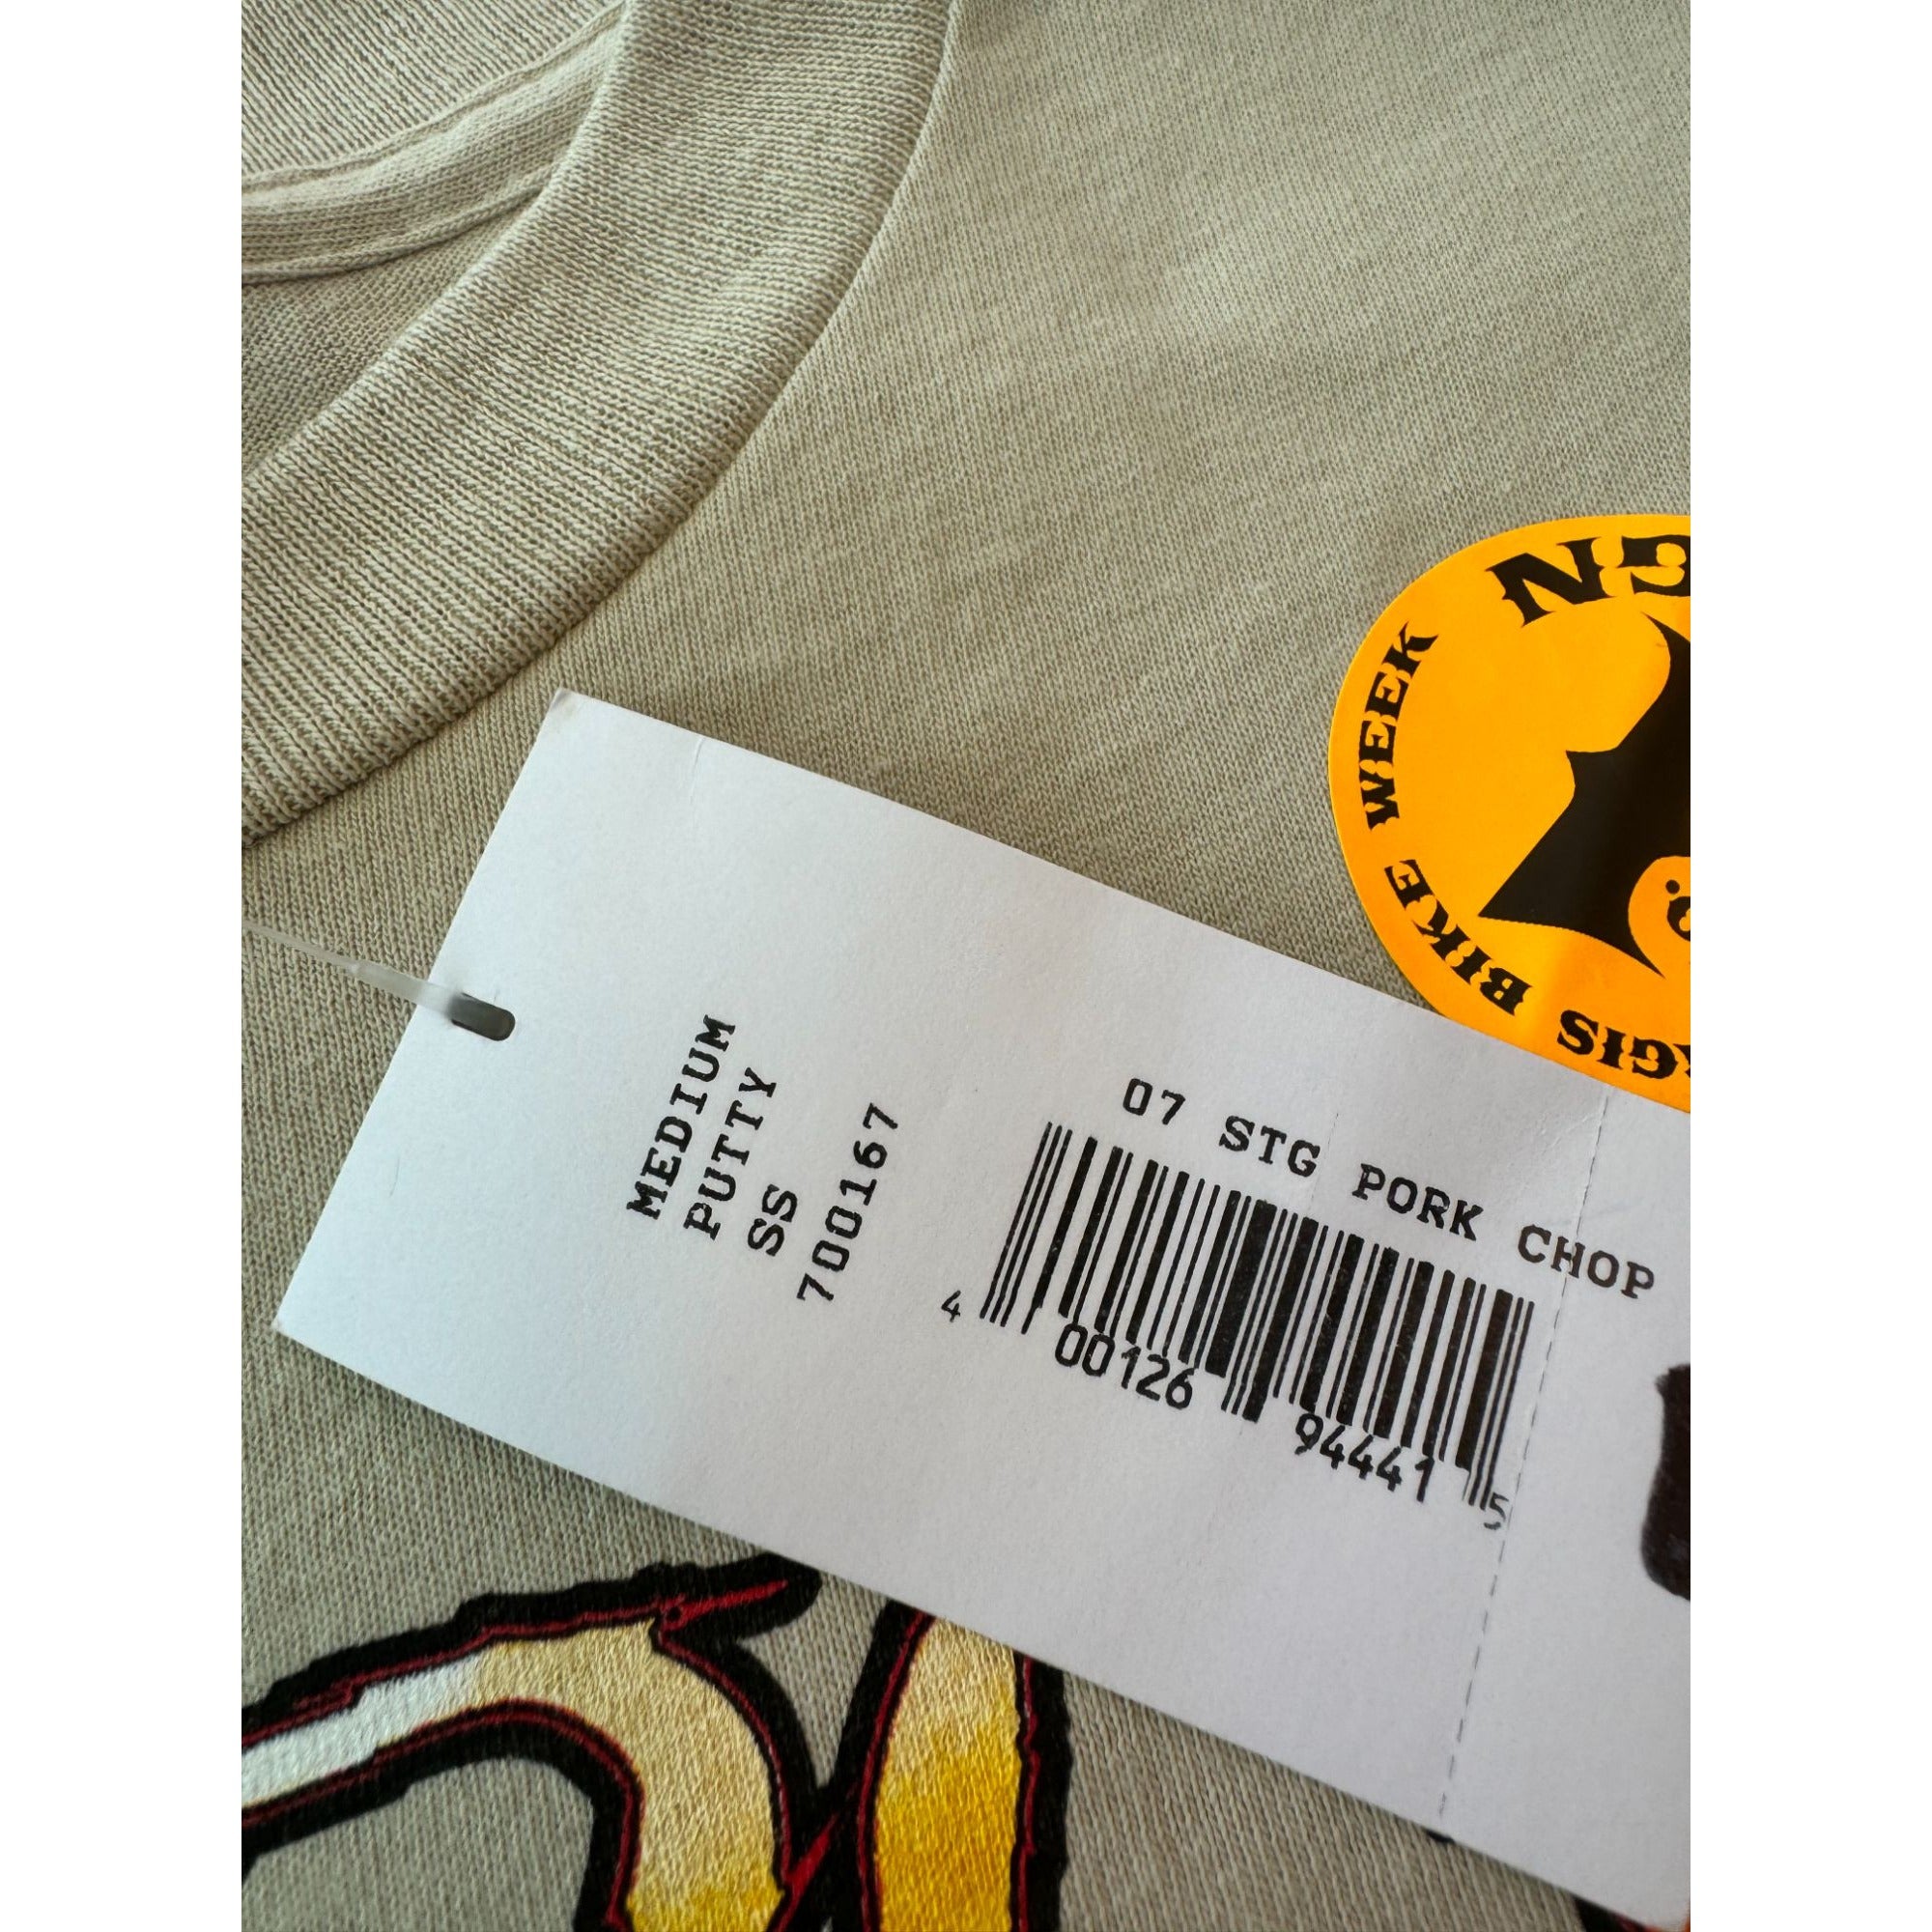 MEDIUM
PUTTY
SS
700167
07 STG PORK CHOP
4 00126 94441 5
BIKE WEEK